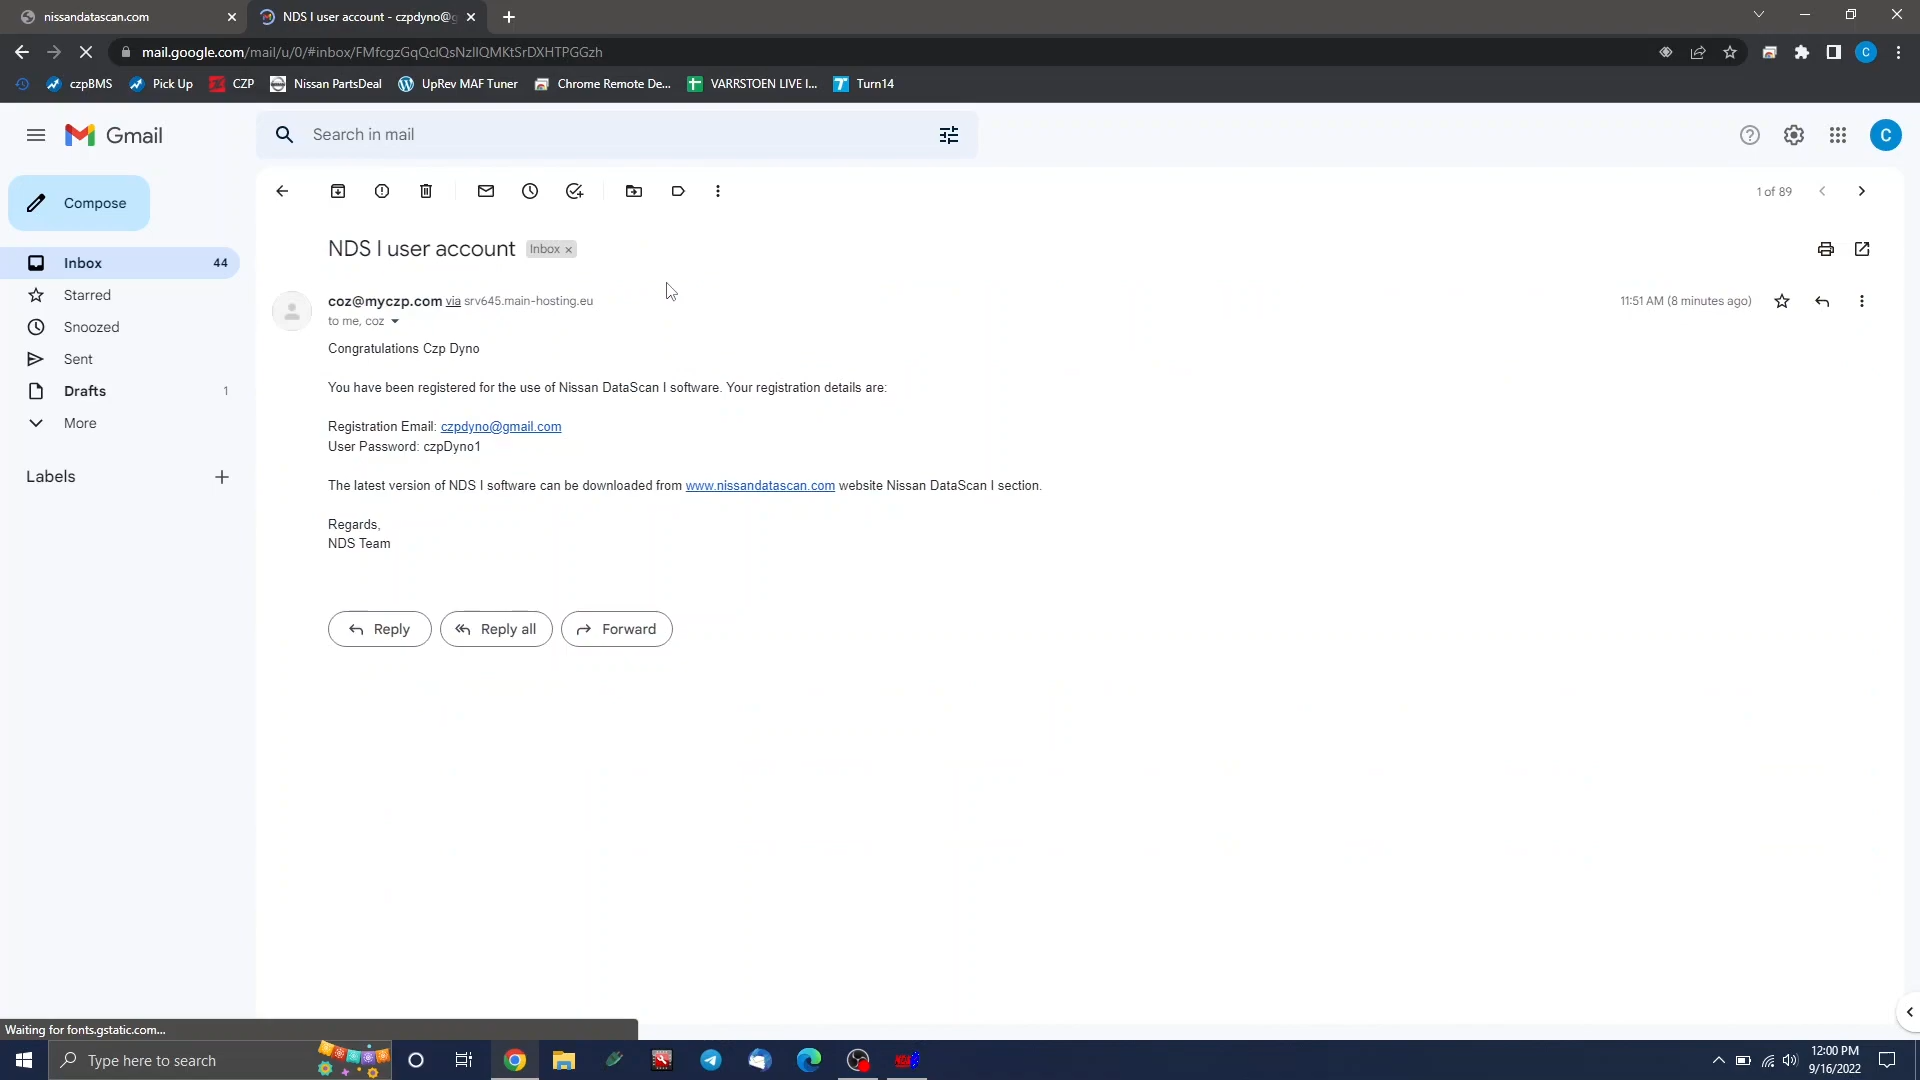 nissandatascan.com
NDS I user account - czpdyno@g
mail.google.com/mail/u/0/#inbox/FMfcgzGqQclQsNzlIQMKtSrDXHTPGGzh
C
czpBMS
Pick Up
CZP
Nissan PartsDeal
UpRev MAF Tuner
Chrome Remote De...
VARRSTOEN LIVE I...
Turn14
Gmail
Search in mail
C
Compose
1 of 89
Inbox 44
Starred
Snoozed
Sent
Drafts 1
More
Labels
NDS I user account Inbox
coz@myczp.com via srv645.main-hosting.eu
11:51 AM (8 minutes ago)
to me, coz
Congratulations Czp Dyno
You have been registered for the use of Nissan DataScan I software. Your registration details are:
Registration Email: czpdyno@gmail.com
User Password: czpDyno1
The latest version of NDS I software can be downloaded from www.nissandatascan.com website Nissan DataScan I section.
Regards,
NDS Team
Reply
Reply all
Forward
Waiting for fonts.gstatic.com...
Type here to search
12:00 PM
9/16/2022